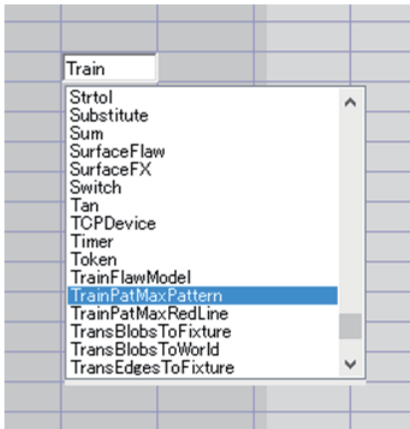 Train
Strtol
Substitute
Sum
SurfaceFlaw
SurfaceFX
Switch
Tan
TCPDevice
Timer
Token
TrainFlawModel
TrainPatMaxPattern
TrainPatMaxRedLine
TransBlobsToFixture
TransBlobsToWorld
TransEdgesToFixture